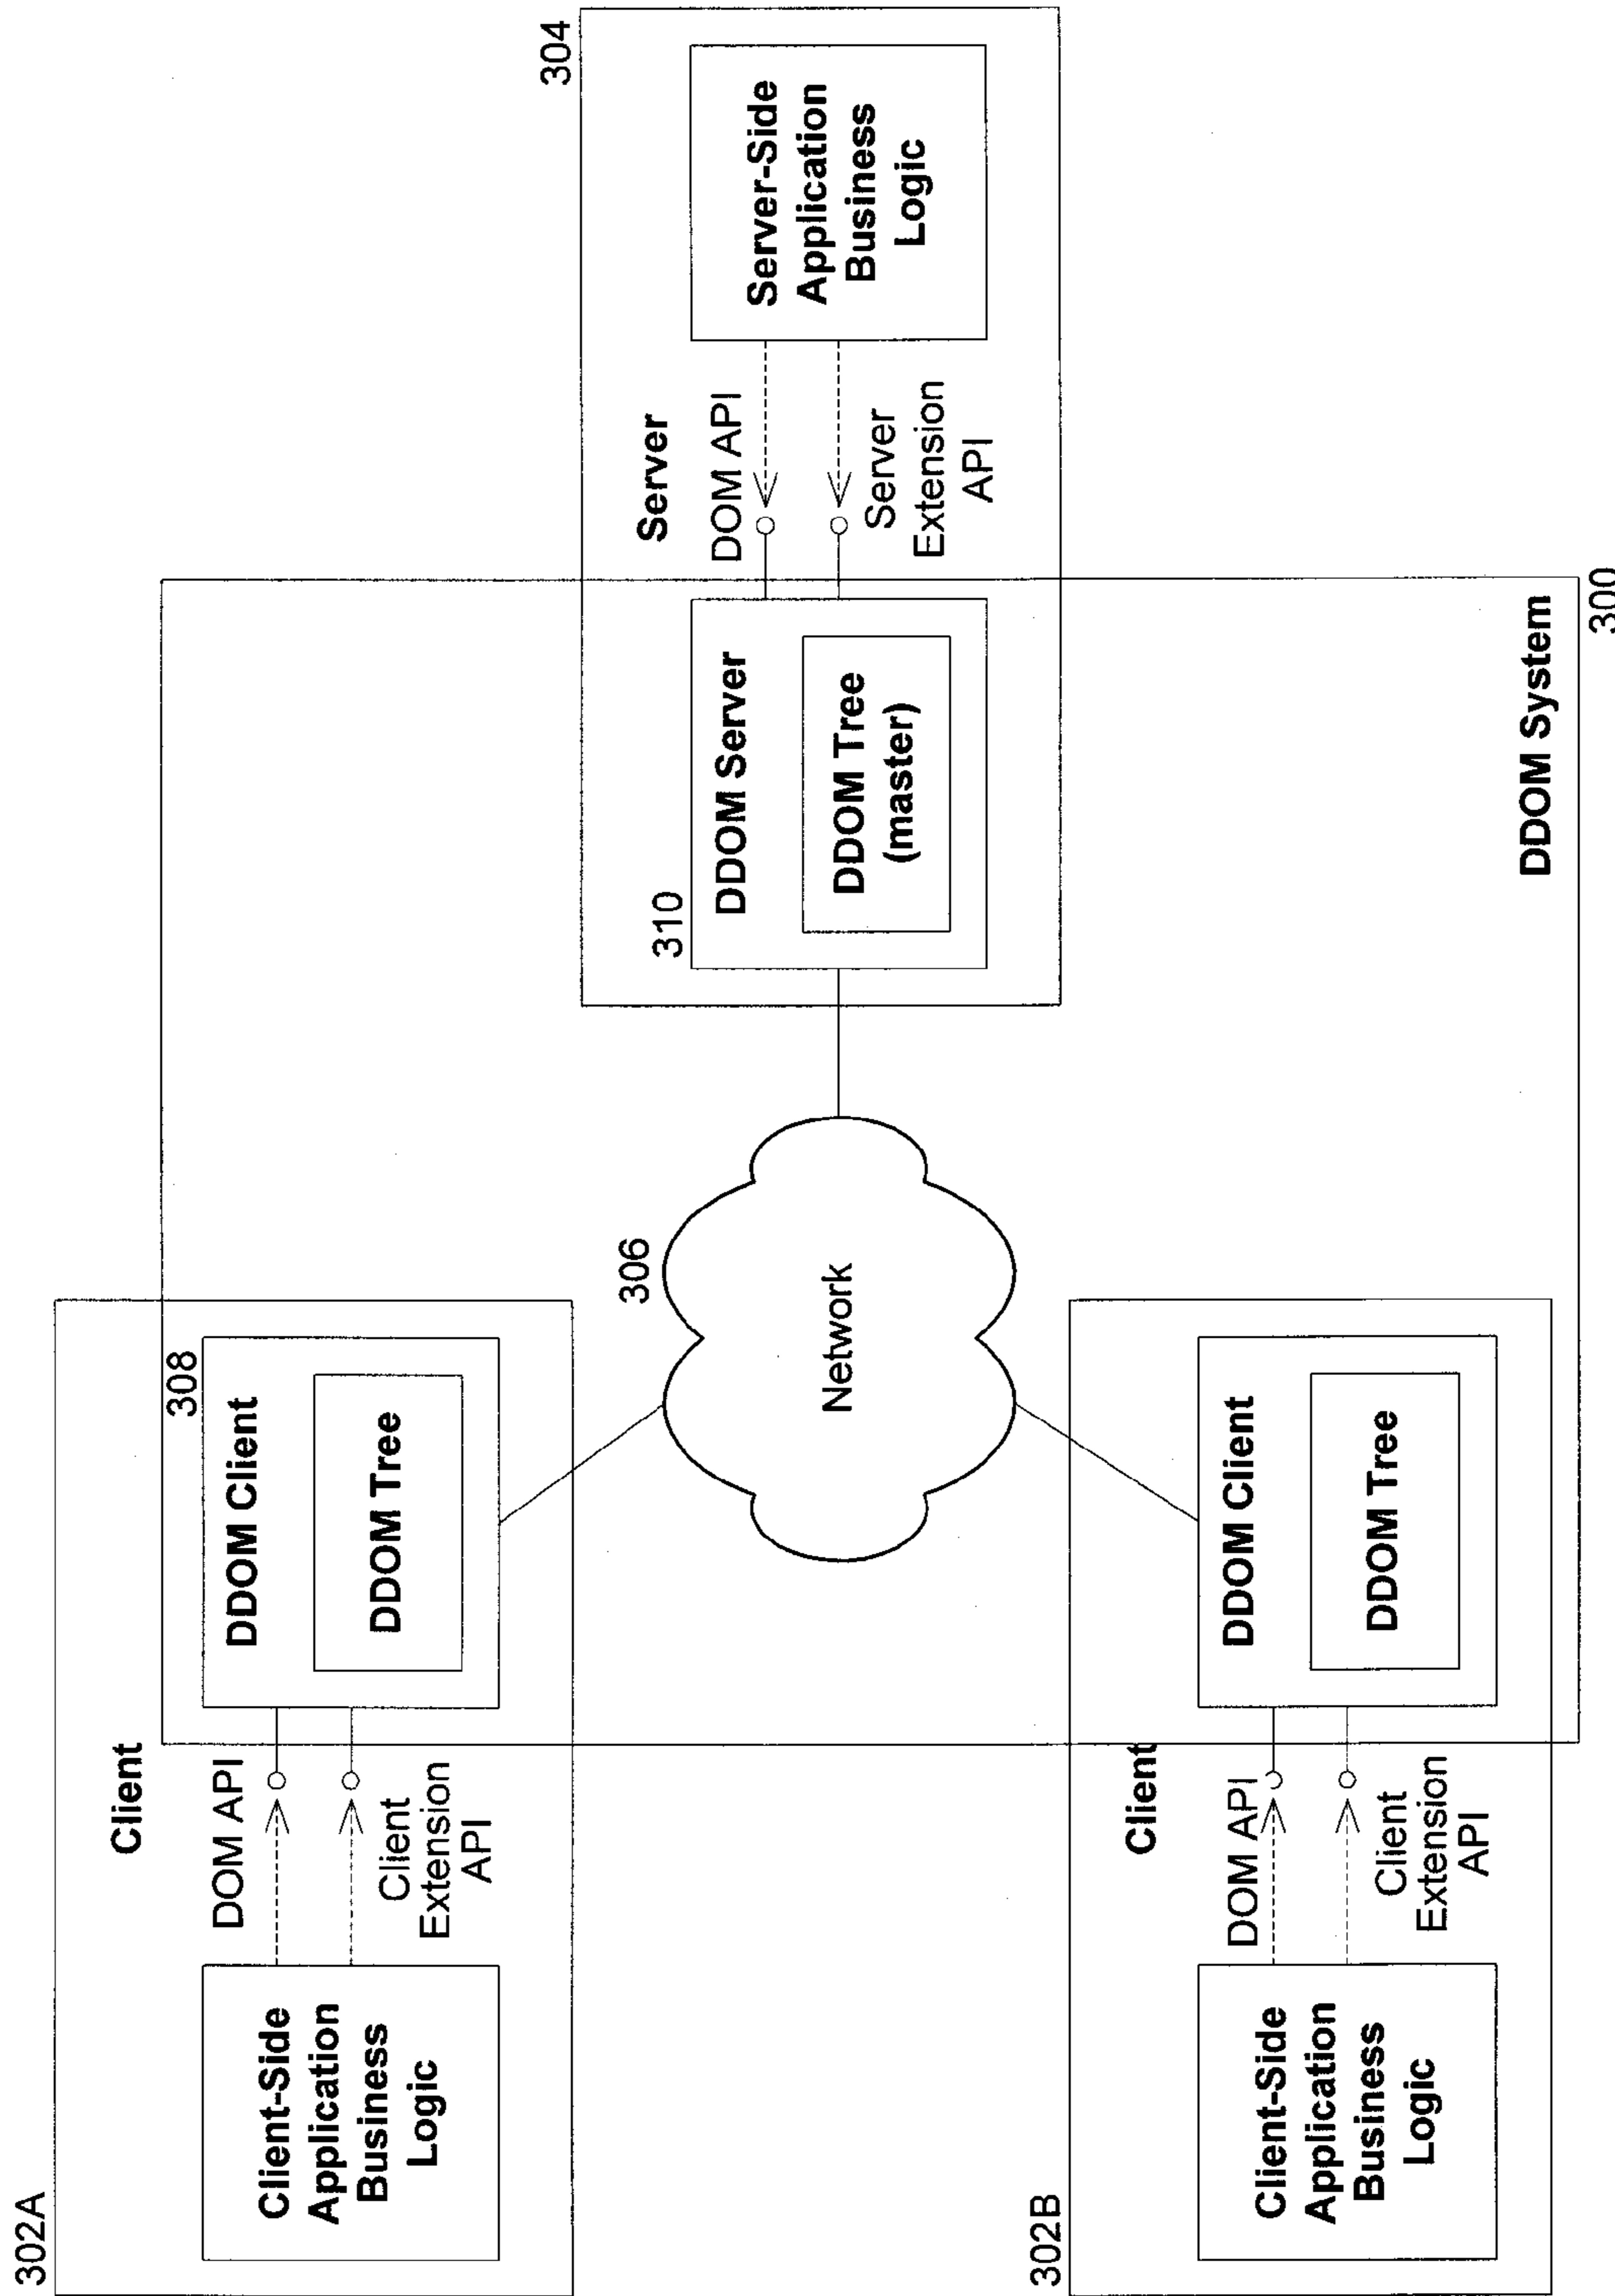 302A
Client
Client-Side
Application
Business
Logic
DOM API
Client
Extension
API
308
DDOM Client
DDOM Tree
306
Network
304
Server
310
DDOM Server
DDOM Tree
(master)
DOM API
Server
Extension
API
Server-Side
Application
Business
Logic
302B
Client
Client-Side
Application
Business
Logic
DOM API
Client
Extension
API
DDOM Client
DDOM Tree
DDOM System
300